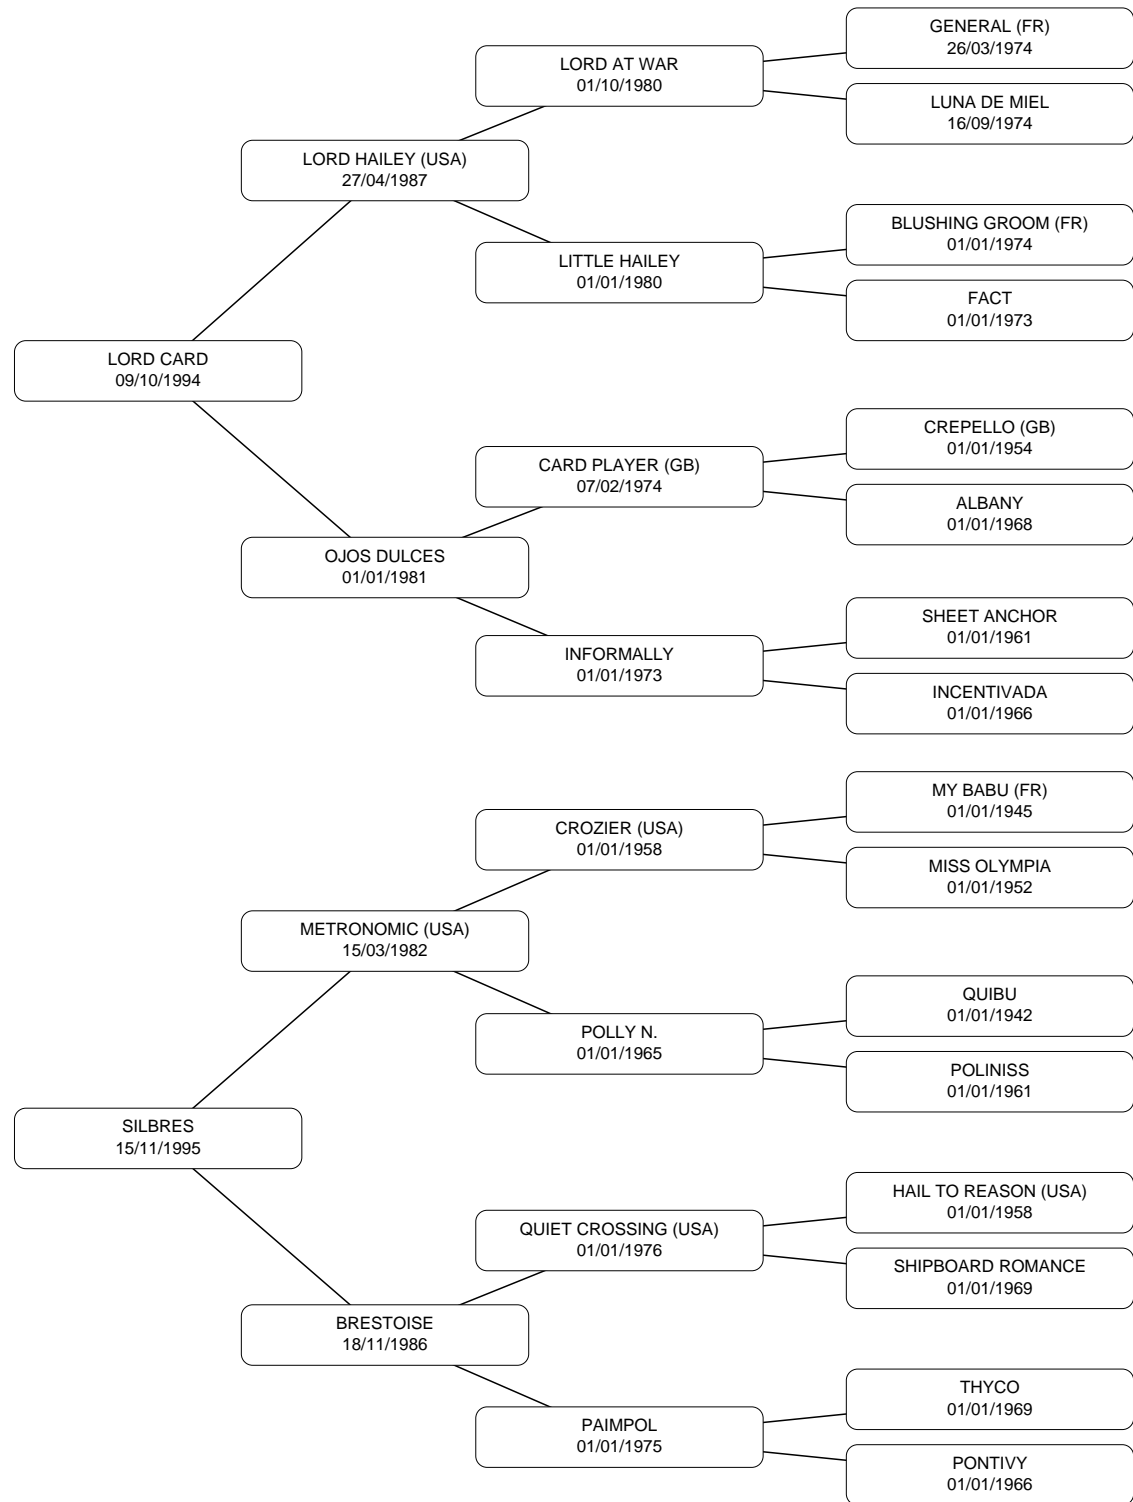 GENERAL (FR)
26/03/1974
LORD AT WAR
01/10/1980
LUNA DE MIEL
16/09/1974
LORD HAILEY (USA)
27/04/1987
BLUSHING GROOM (FR)
01/01/1974
LITTLE HAILEY
01/01/1980
FACT
01/01/1973
LORD CARD
09/10/1994
CREPELLO (GB)
01/01/1954
CARD PLAYER (GB)
07/02/1974
ALBANY
01/01/1968
OJOS DULCES
01/01/1981
SHEET ANCHOR
01/01/1961
INFORMALLY
01/01/1973
INCENTIVADA
01/01/1966
MY BABU (FR)
01/01/1945
CROZIER (USA)
01/01/1958
MISS OLYMPIA
01/01/1952
METRONOMIC (USA)
15/03/1982
QUIBU
01/01/1942
POLLY N.
01/01/1965
POLINISS
01/01/1961
SILBRES
15/11/1995
HAIL TO REASON (USA)
01/01/1958
QUIET CROSSING (USA)
01/01/1976
SHIPBOARD ROMANCE
01/01/1969
BRESTOISE
18/11/1986
THYCO
01/01/1969
PAIMPOL
01/01/1975
PONTIVY
01/01/1966